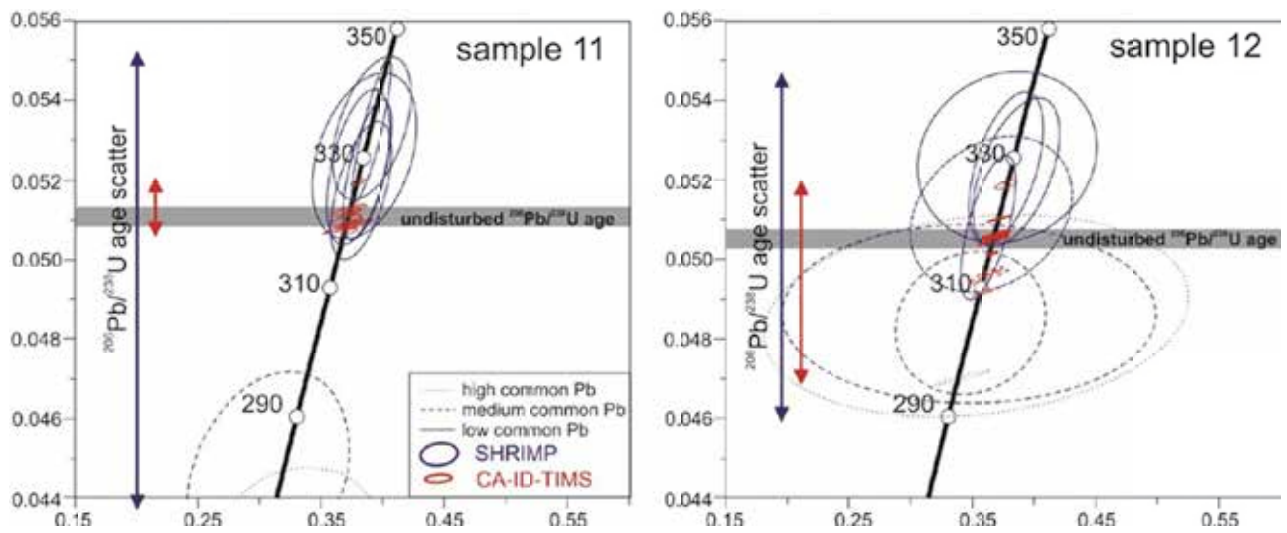 0.056
0.054
0.052
0.050
0.048
0.046
0.044
0.15
0.25
0.35
0.45
0.55
sample 11
350
330
310
290
²⁰⁶Pb/²³⁸U age scatter
undisturbed ²⁰⁶Pb/²³⁸U age
high common Pb
medium common Pb
low common Pb
SHRIMP
CA-ID-TIMS
0.056
0.054
0.052
0.050
0.048
0.046
0.044
0.15
0.25
0.35
0.45
0.55
sample 12
350
330
310
290
²⁰⁶Pb/²³⁸U age scatter
undisturbed ²⁰⁶Pb/²³⁸U age